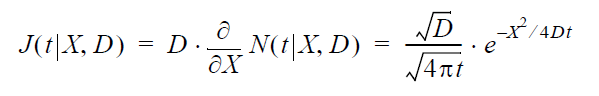 J(t|X, D) = D · ∂/∂X N(t|X, D) = √D/√4πt · e^−X²/4Dt